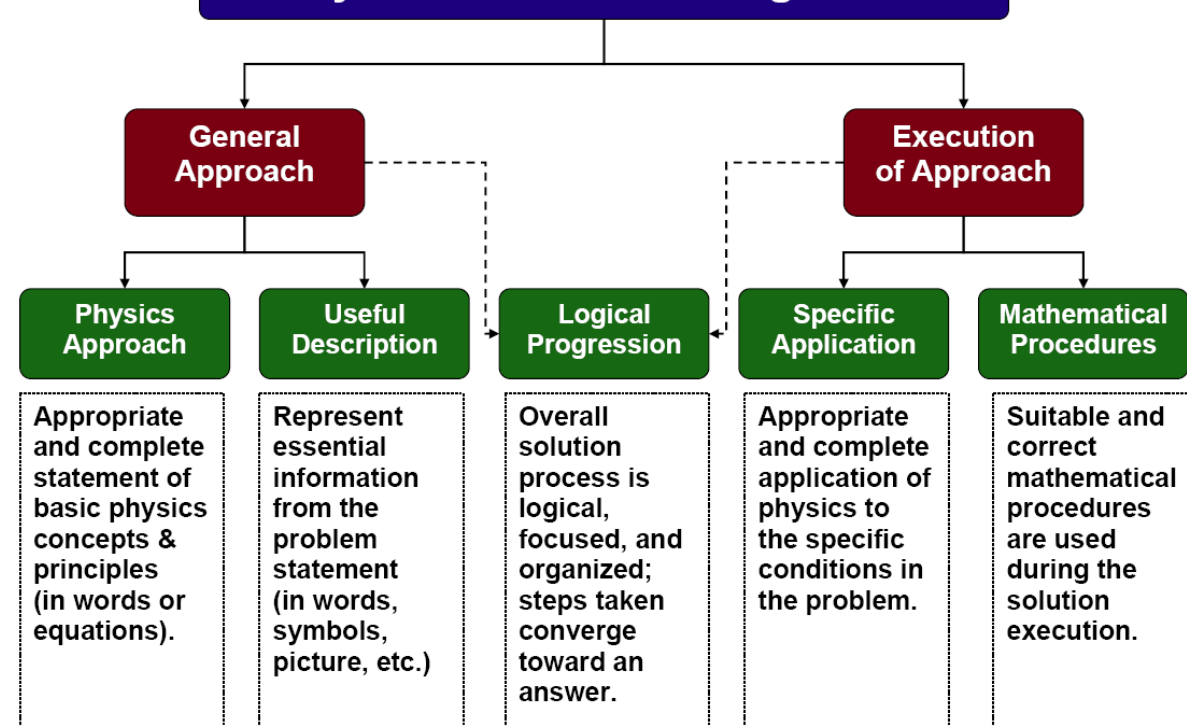 General
Approach
Execution
of Approach
Physics
Approach
Useful
Description
Logical
Progression
Specific
Application
Mathematical
Procedures
Appropriate
and complete
statement of
basic physics
concepts &
principles
(in words or
equations).
Represent
essential
information
from the
problem
statement
(in words,
symbols,
picture, etc.)
Overall
solution
process is
logical,
focused, and
organized;
steps taken
converge
toward an
answer.
Appropriate
and complete
application of
physics to
the specific
conditions in
the problem.
Suitable and
correct
mathematical
procedures
are used
during the
solution
execution.